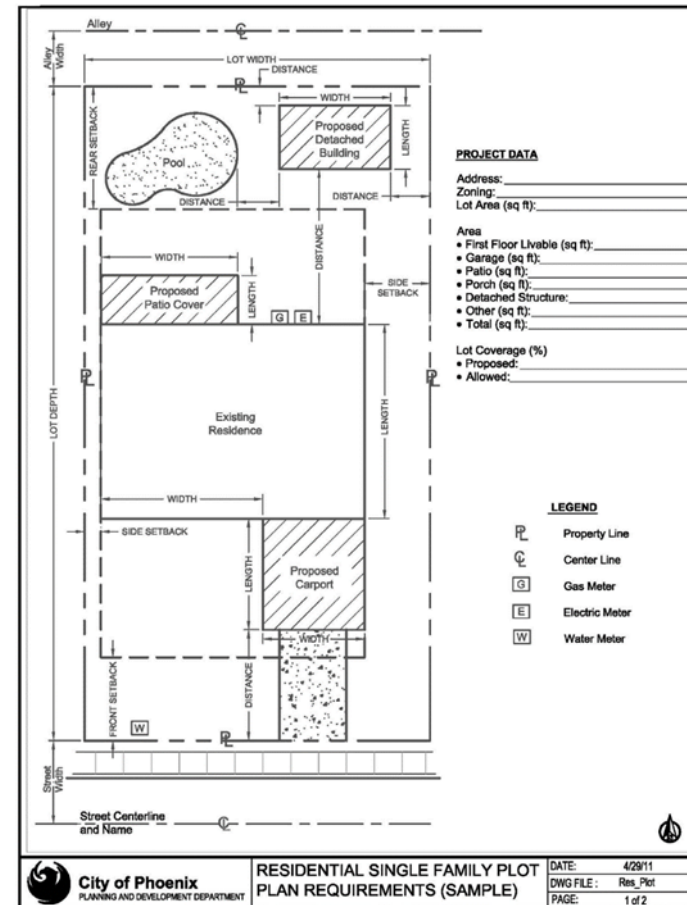 Alley
Alley Width
LOT WIDTH
DISTANCE
WIDTH
Proposed
Detached
Building
LENGTH
REAR SETBACK
Pool
DISTANCE
DISTANCE
DISTANCE
WIDTH
Proposed
Patio Cover
LENGTH
SIDE
SETBACK
G
E
LOT DEPTH
Existing
Residence
LENGTH
WIDTH
SIDE SETBACK
LENGTH
Proposed
Carport
WIDTH
FRONT SETBACK
DISTANCE
W
Street Width
Street Centerline
and Name
PROJECT DATA
Address:
Zoning:
Lot Area (sq ft):
Area
• First Floor Livable (sq ft):
• Garage (sq ft):
• Patio (sq ft):
• Porch (sq ft):
• Detached Structure:
• Other (sq ft):
• Total (sq ft):
Lot Coverage (%)
• Proposed:
• Allowed:
LEGEND
PL Property Line
CL Center Line
G Gas Meter
E Electric Meter
W Water Meter
City of Phoenix
PLANNING AND DEVELOPMENT DEPARTMENT
RESIDENTIAL SINGLE FAMILY PLOT
PLAN REQUIREMENTS (SAMPLE)
DATE: 4/29/11
DWG FILE : Res_Plot
PAGE: 1 of 2